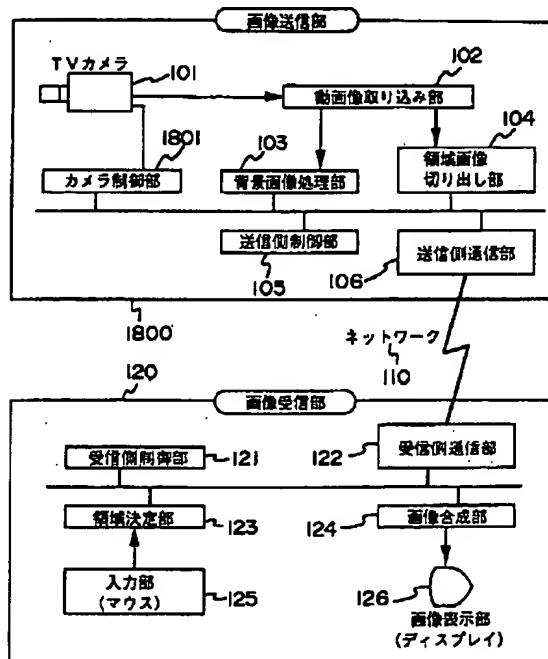 画像送信部
TVカメラ
101
102
動画像取り込み部
104
1801
103
カメラ制御部
背景画像処理部
領域画像
切り出し部
送信側制御部
105
送信側通信部
106
1800
ネットワーク
110
120
画像受信部
受信側制御部
121
122
受信側通信部
領域決定部
123
124
画像合成部
入力部
(マウス)
125
126
画像表示部
(ディスプレイ)